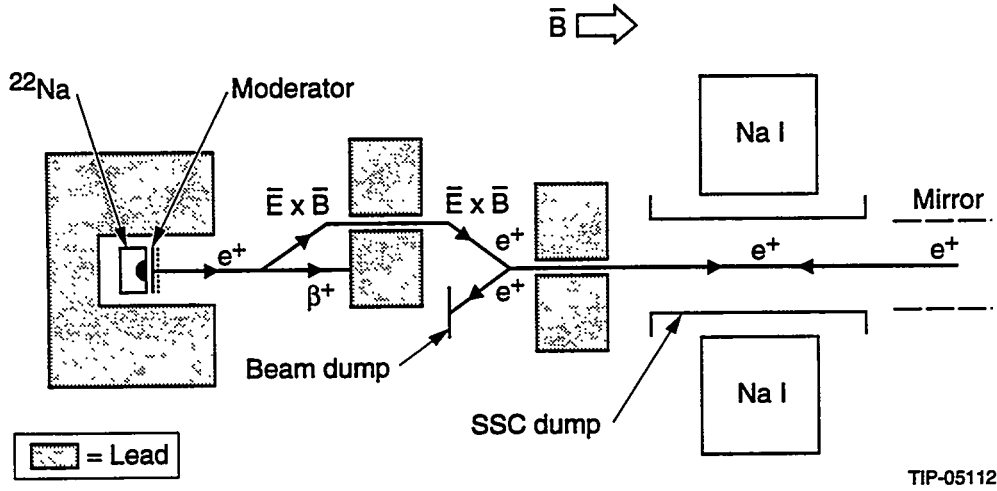 B̅
²²Na
Moderator
Na I
E̅ x B̅
E̅ x B̅
Mirror
e⁺
e⁺
e⁺
e⁺
β⁺
e⁺
Beam dump
SSC dump
Na I
= Lead
TIP-05112